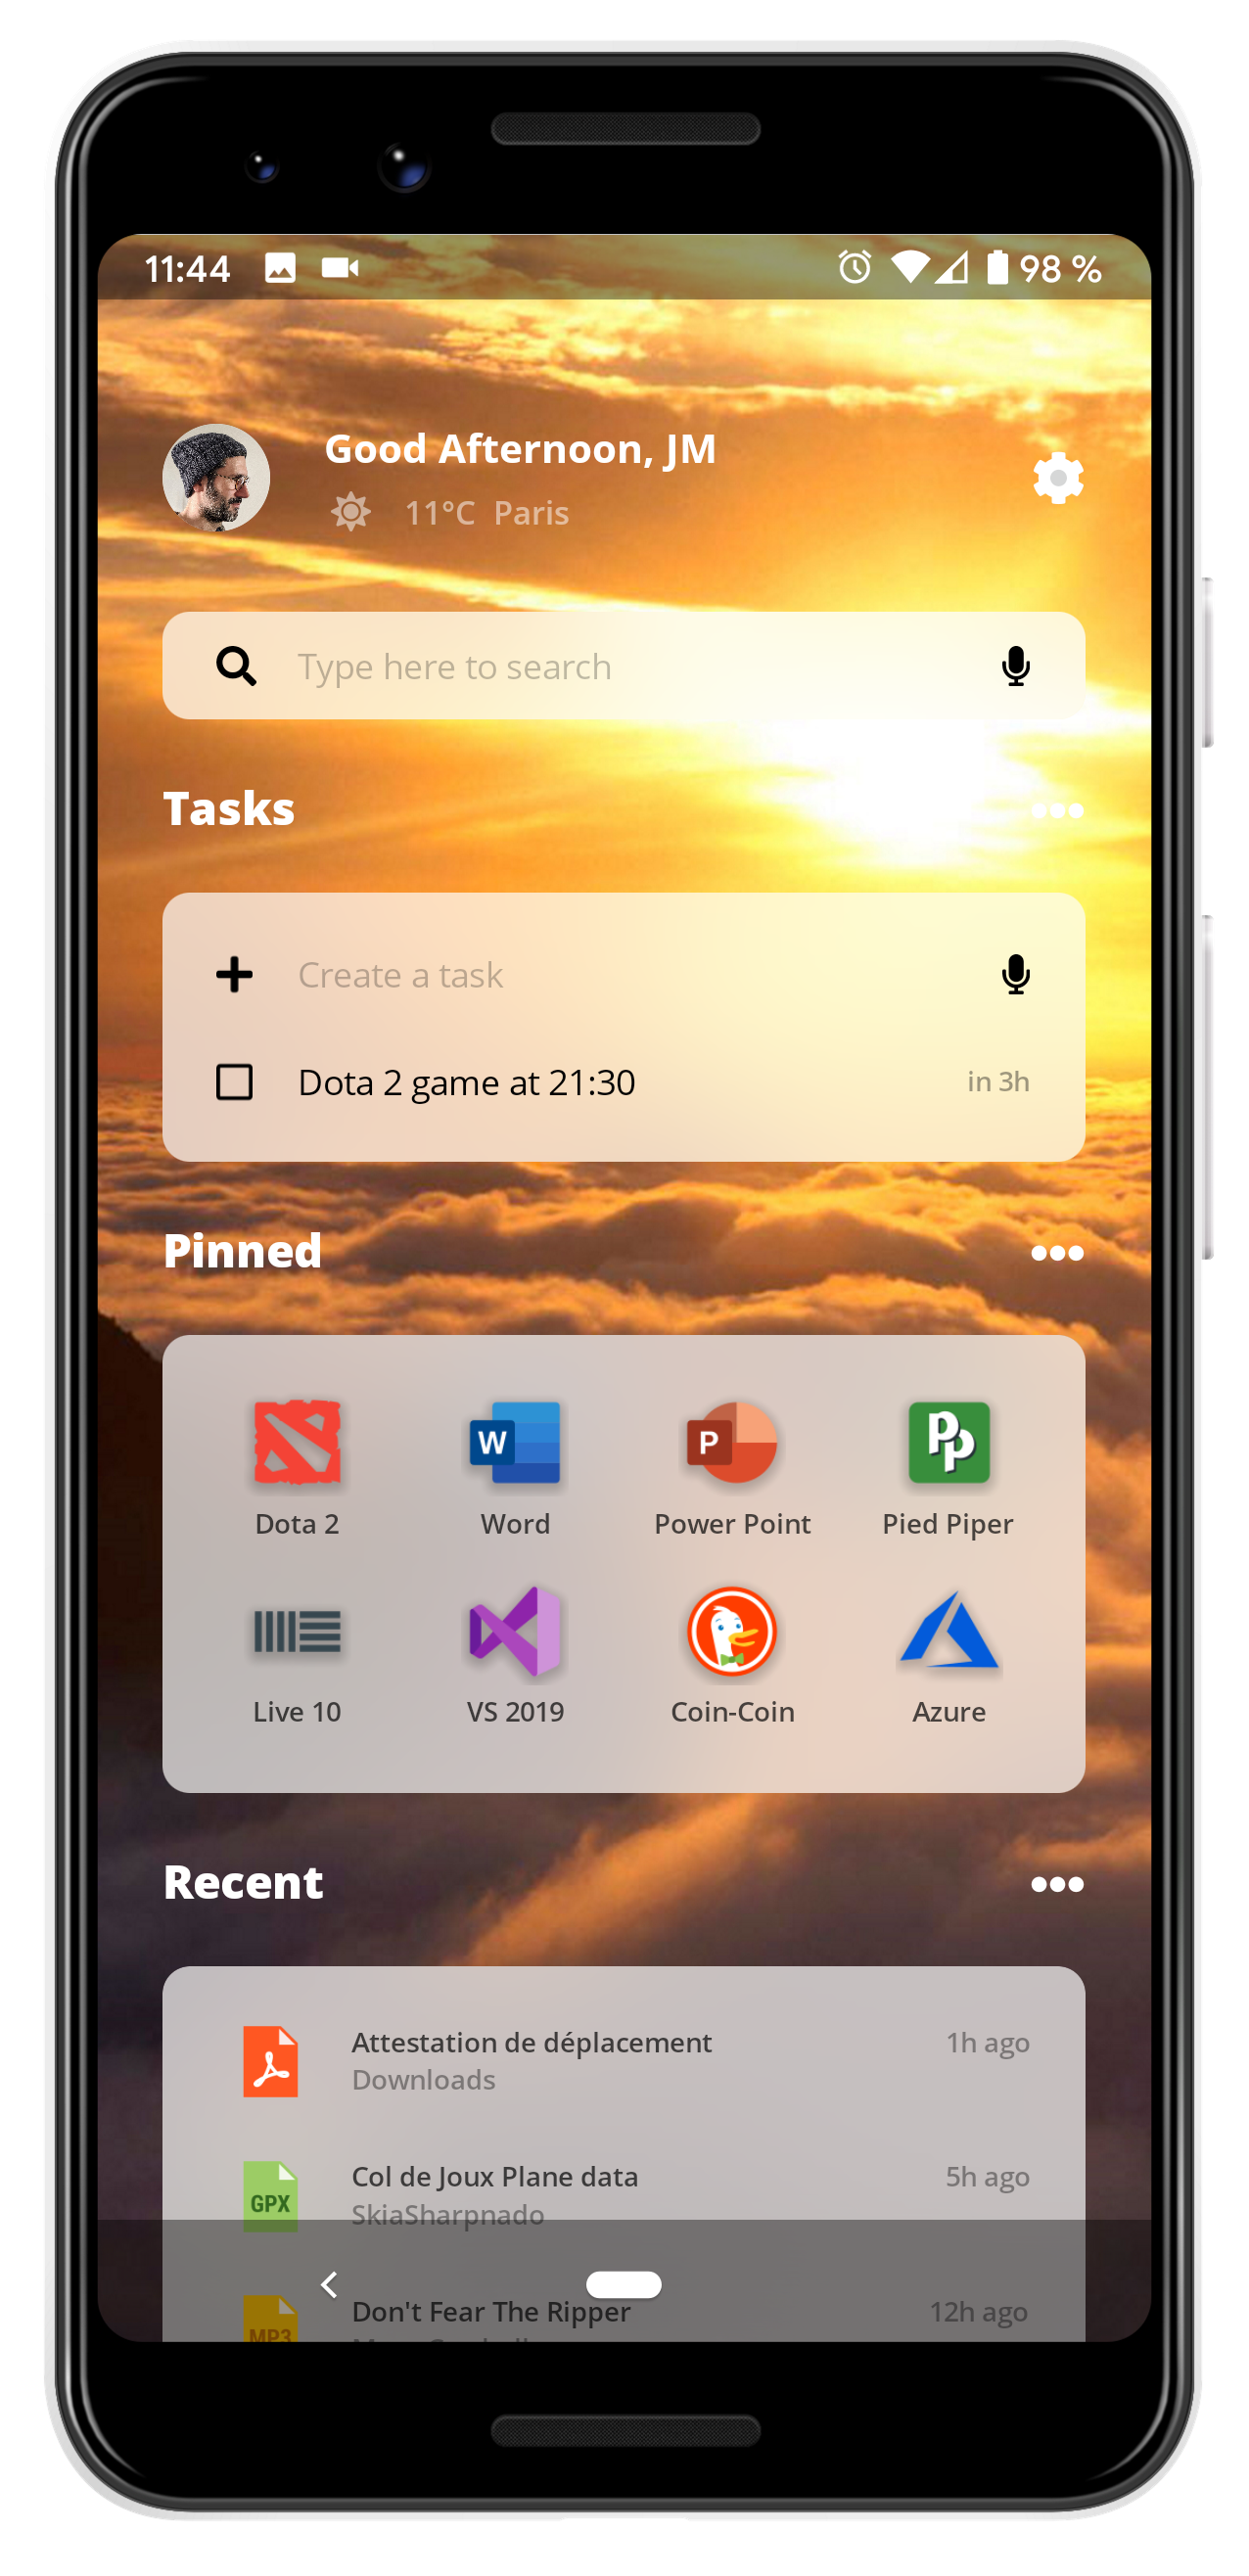 11:44 98 %
Good Afternoon, JM
11°C Paris
Type here to search
Tasks
Create a task
Dota 2 game at 21:30 in 3h
Pinned
W P pp
Dota 2 Word Power Point Pied Piper
Live 10 VS 2019 Coin-Coin Azure
Recent
Attestation de déplacement 1h ago
Downloads
Col de Joux Plane data 5h ago
GPX
SkiaSharpnado
Don't Fear The Ripper 12h ago
MP3